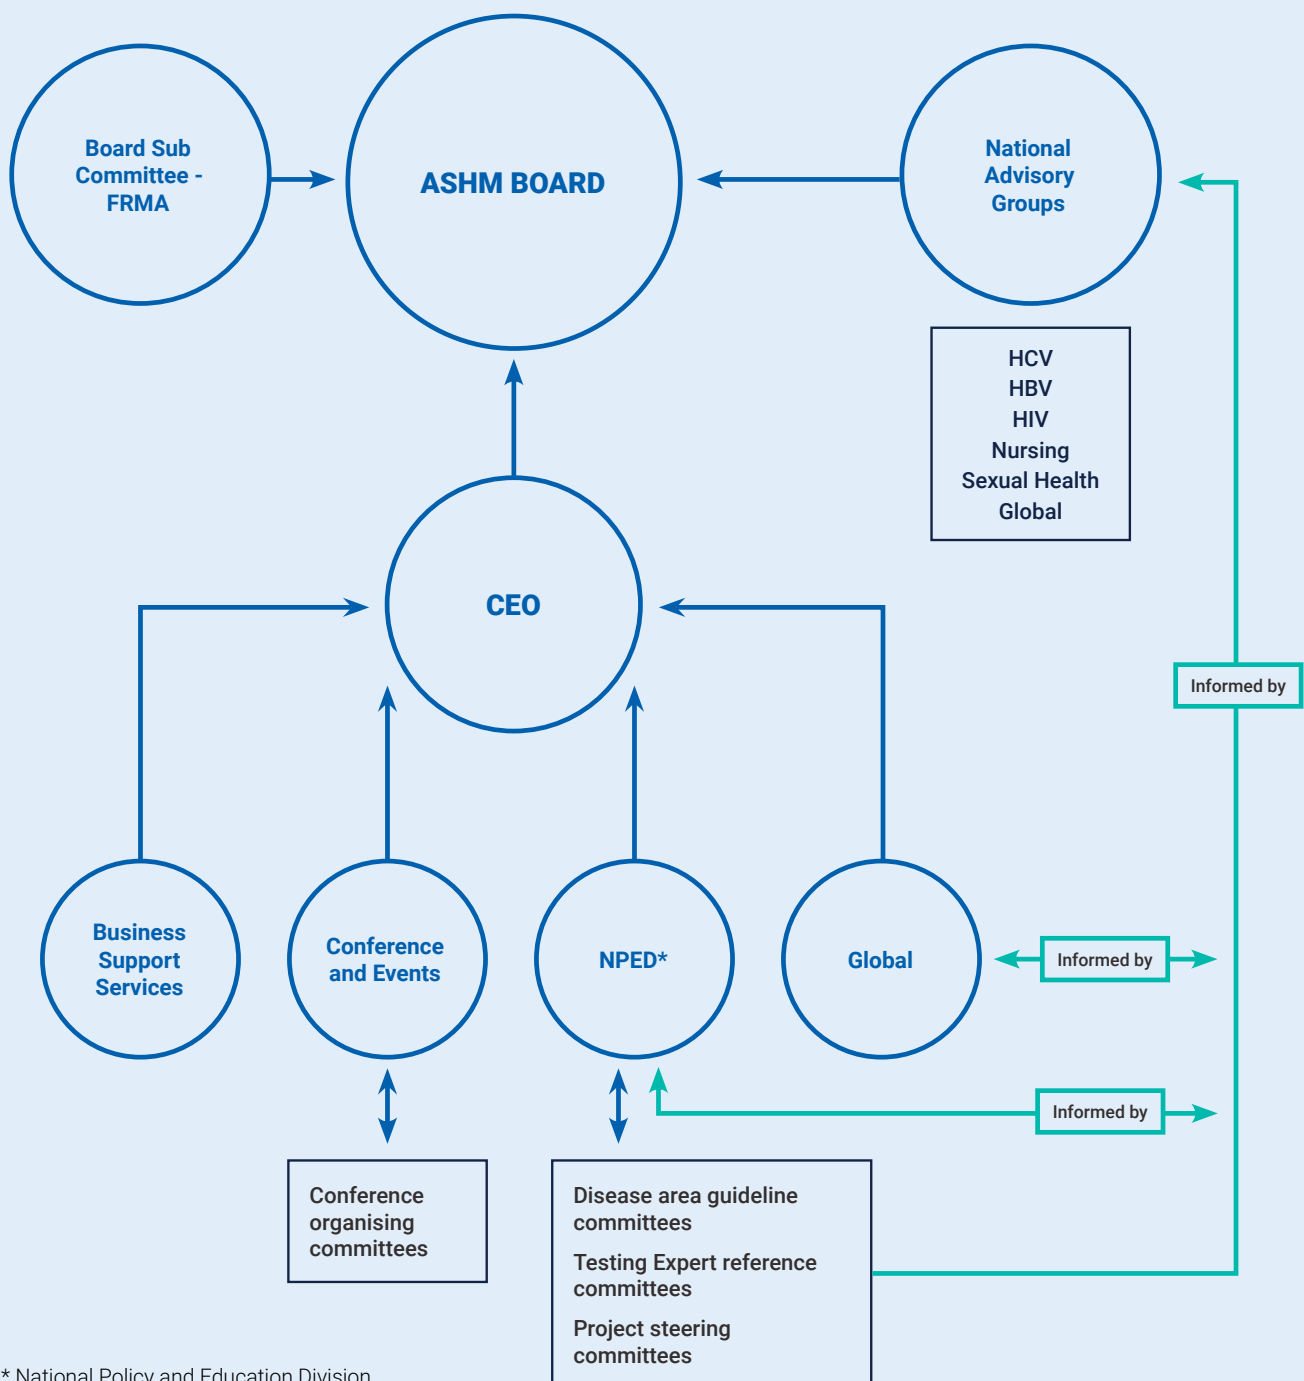 Board Sub
Committee -
FRMA
ASHM BOARD
National
Advisory
Groups
HCV
HBV
HIV
Nursing
Sexual Health
Global
CEO
Informed by
Business
Support
Services
Conference
and Events
NPED*
Global
Informed by
Informed by
Conference
organising
committees
Disease area guideline
committees
Testing Expert reference
committees
Project steering
committees
* National Policy and Education Division